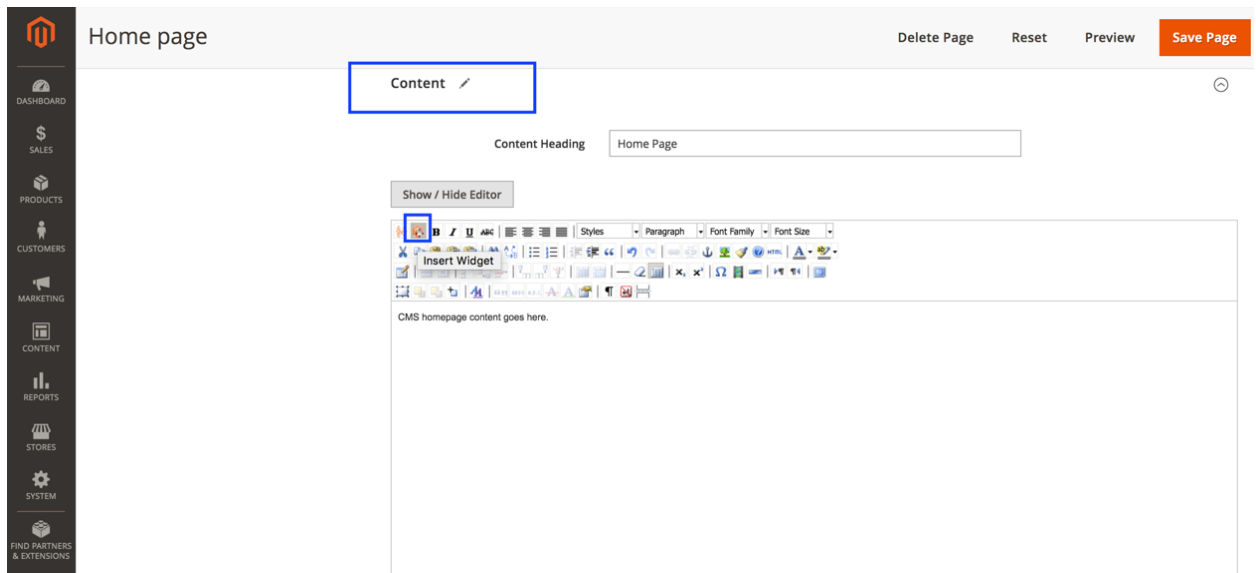 Home page
Delete Page
Reset
Preview
Save Page
DASHBOARD
$
SALES
PRODUCTS
CUSTOMERS
MARKETING
CONTENT
REPORTS
STORES
SYSTEM
FIND PARTNERS
& EXTENSIONS
Content
Content Heading
Home Page
Show / Hide Editor
B I U ABC Styles Paragraph Font Family Font Size
HTML A
Insert Widget
CMS homepage content goes here.